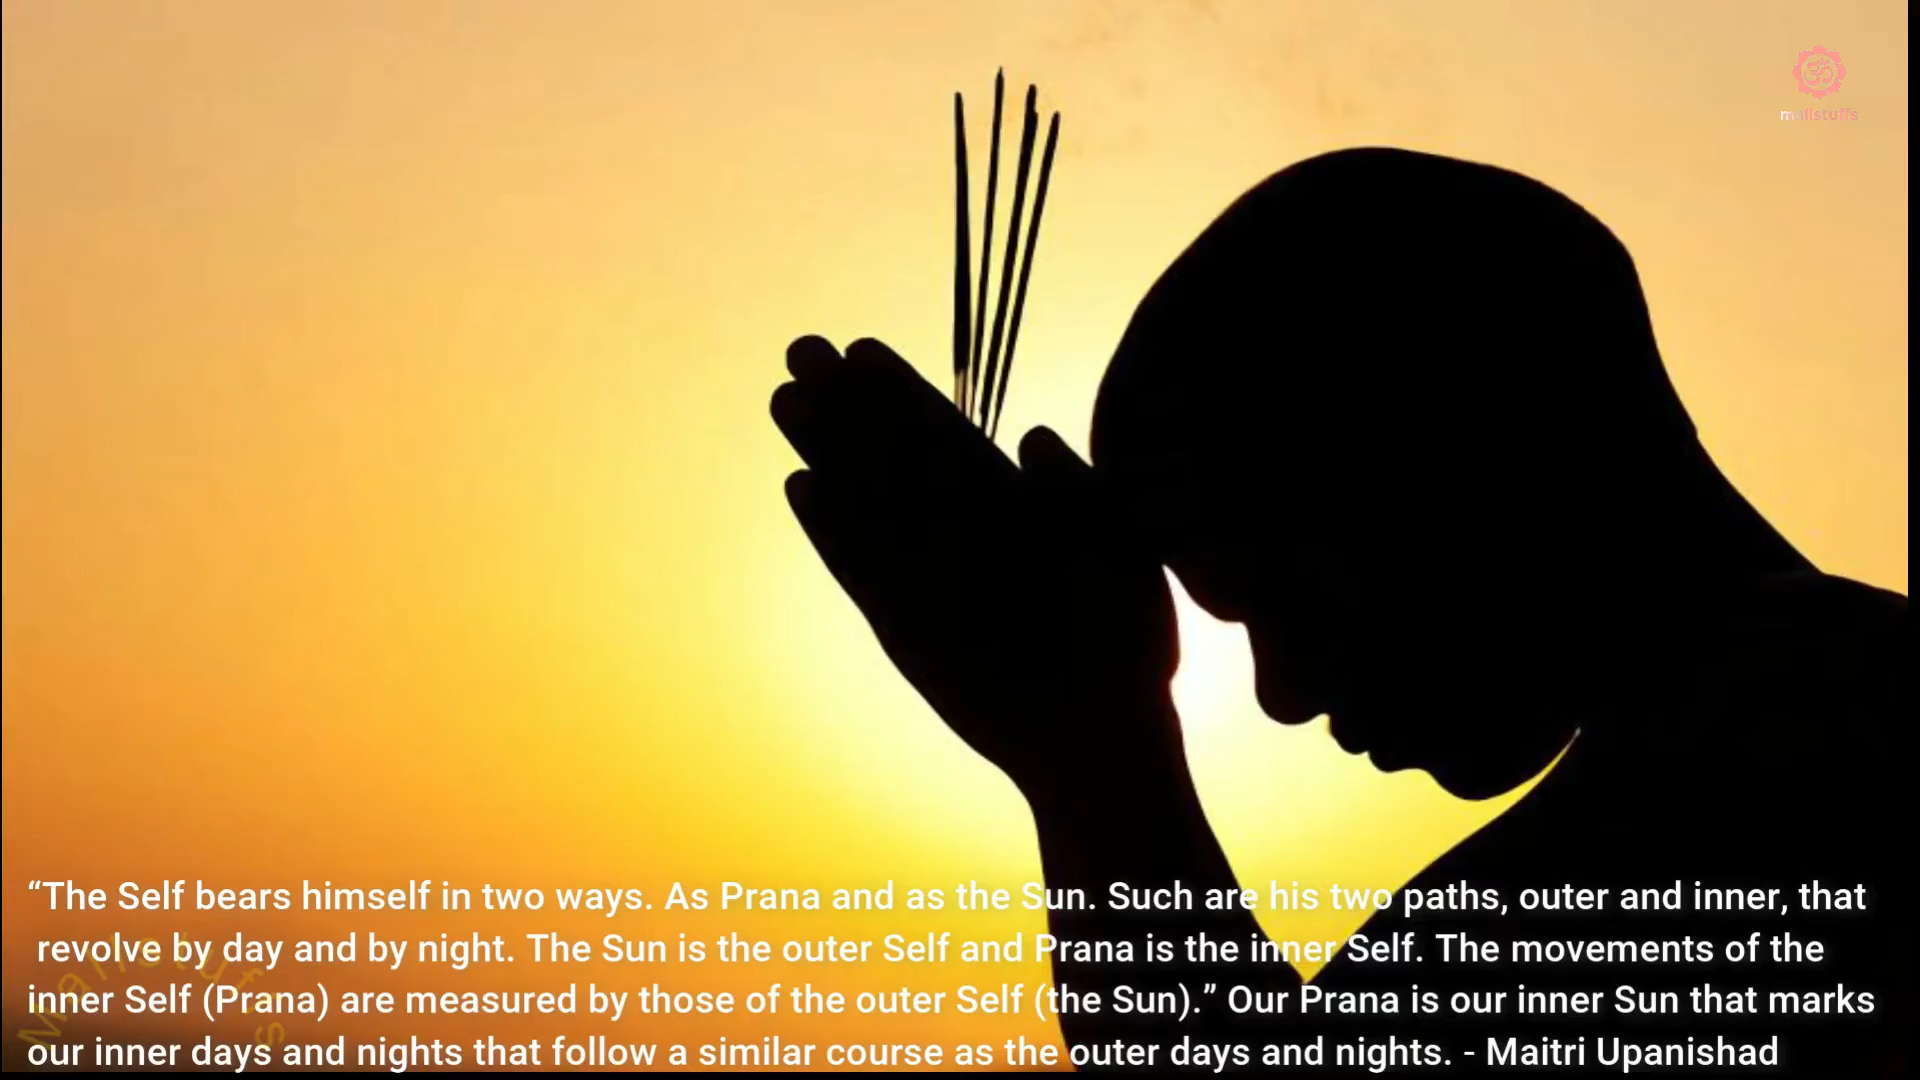 mallstuffs
“The Self bears himself in two ways. As Prana and as the Sun. Such are his two paths, outer and inner, that
revolve by day and by night. The Sun is the outer Self and Prana is the inner Self. The movements of the
inner Self (Prana) are measured by those of the outer Self (the Sun).” Our Prana is our inner Sun that marks
our inner days and nights that follow a similar course as the outer days and nights. - Maitri Upanishad
Mallstuffs